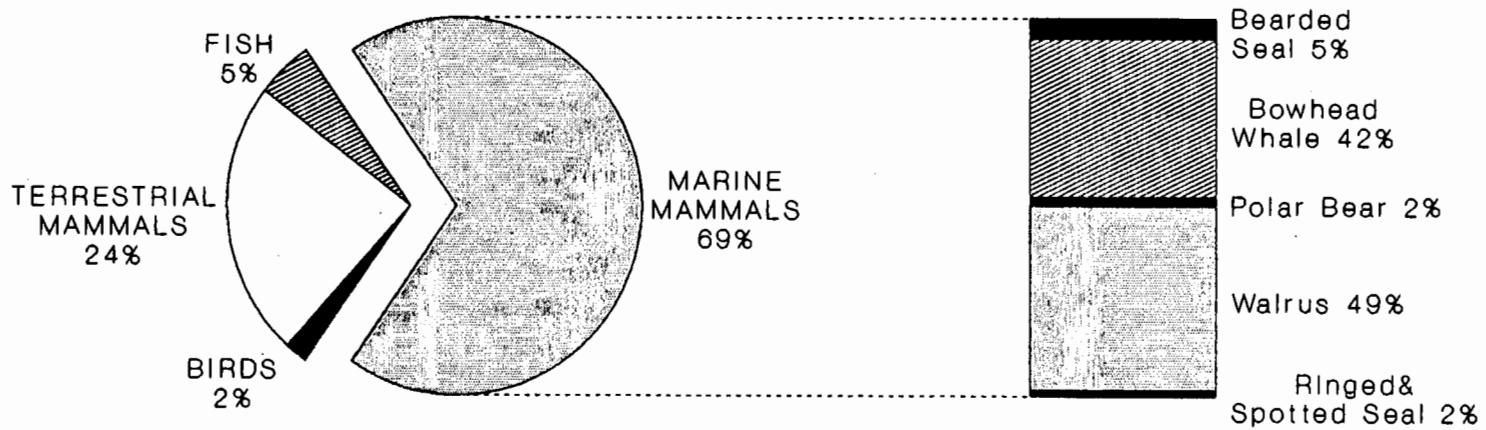 FISH
5%
TERRESTRIAL
MAMMALS
24%
BIRDS
2%
MARINE
MAMMALS
69%
Bearded
Seal 5%
Bowhead
Whale 42%
Polar Bear 2%
Walrus 49%
RInged&
Spotted Seal 2%